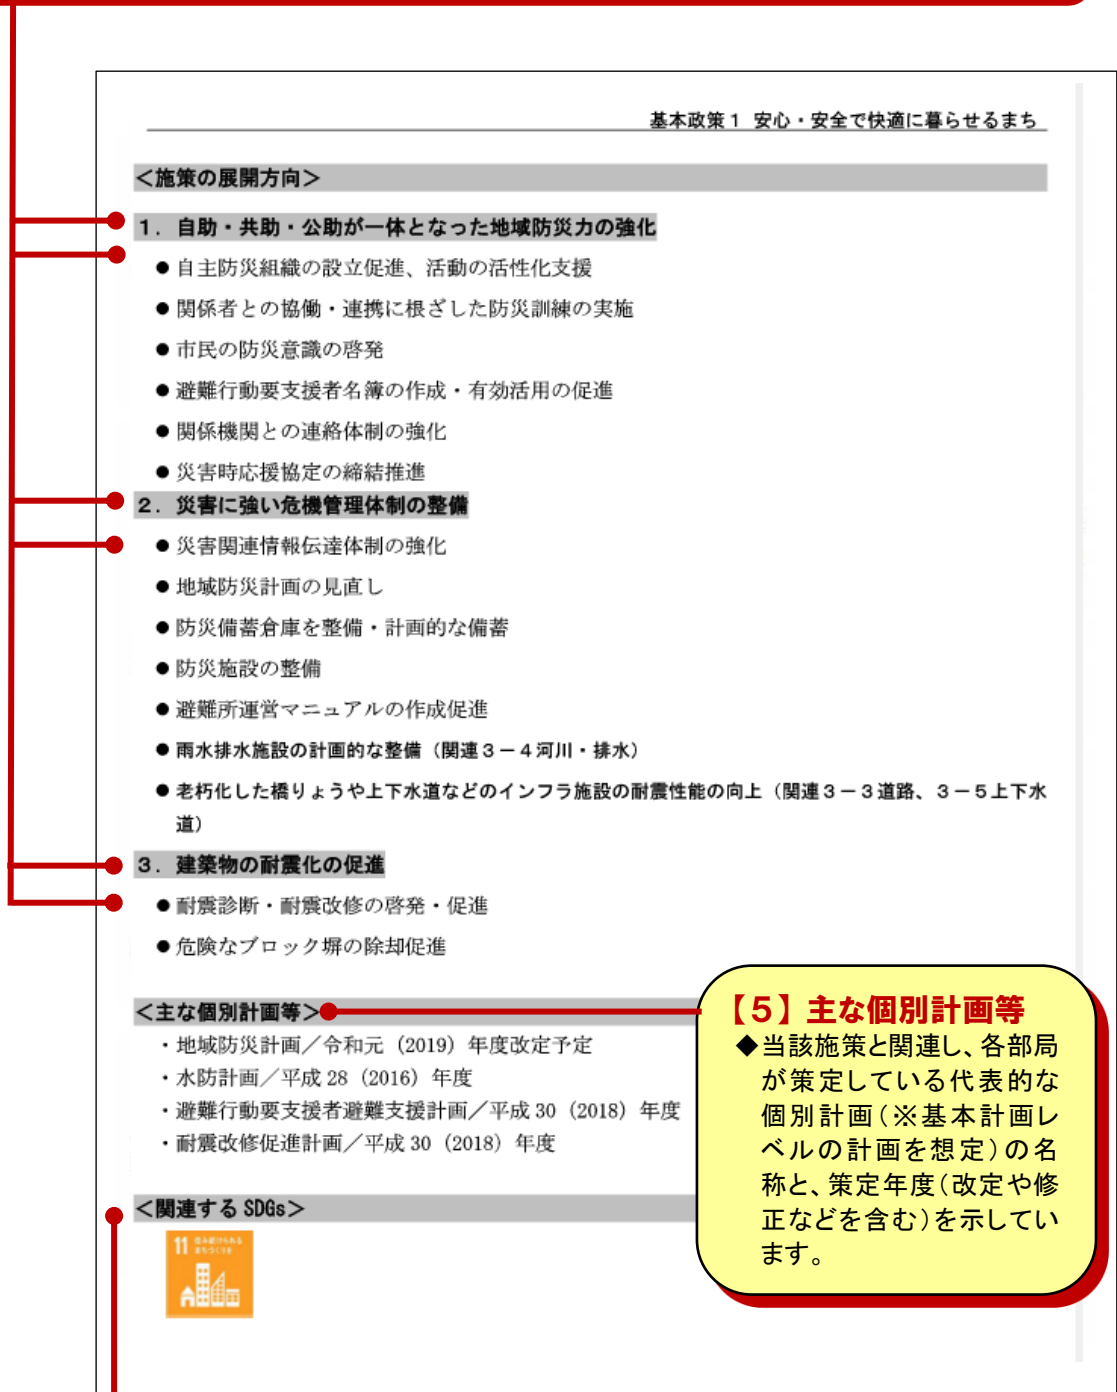 基本政策1 安心・安全で快適に暮らせるまち
＜施策の展開方向＞
1. 自助・共助・公助が一体となった地域防災力の強化
●自主防災組織の設立促進、活動の活性化支援
●関係者との協働・連携に根ざした防災訓練の実施
●市民の防災意識の啓発
●避難行動要支援者名簿の作成・有効活用の促進
●関係機関との連絡体制の強化
●災害時応援協定の締結推進
2. 災害に強い危機管理体制の整備
●災害関連情報伝達体制の強化
●地域防災計画の見直し
●防災備蓄倉庫を整備・計画的な備蓄
●防災施設の整備
●避難所運営マニュアルの作成促進
●雨水排水施設の計画的な整備（関連3－4河川・排水）
●老朽化した橋りょうや上下水道などのインフラ施設の耐震性能の向上（関連3－3道路、3－5上下水
道）
3. 建築物の耐震化の促進
●耐震診断・耐震改修の啓発・促進
●危険なブロック塀の除却促進
＜主な個別計画等＞
・地域防災計画／令和元（2019）年度改定予定
・水防計画／平成28（2016）年度
・避難行動要支援者避難支援計画／平成30（2018）年度
・耐震改修促進計画／平成30（2018）年度
【5】主な個別計画等
◆当該施策と関連し、各部局
が策定している代表的な
個別計画（※基本計画レ
ベルの計画を想定）の名
称と、策定年度（改定や修
正などを含む）を示してい
ます。
＜関連するSDGs＞
11 住み続けられる
まちづくりを